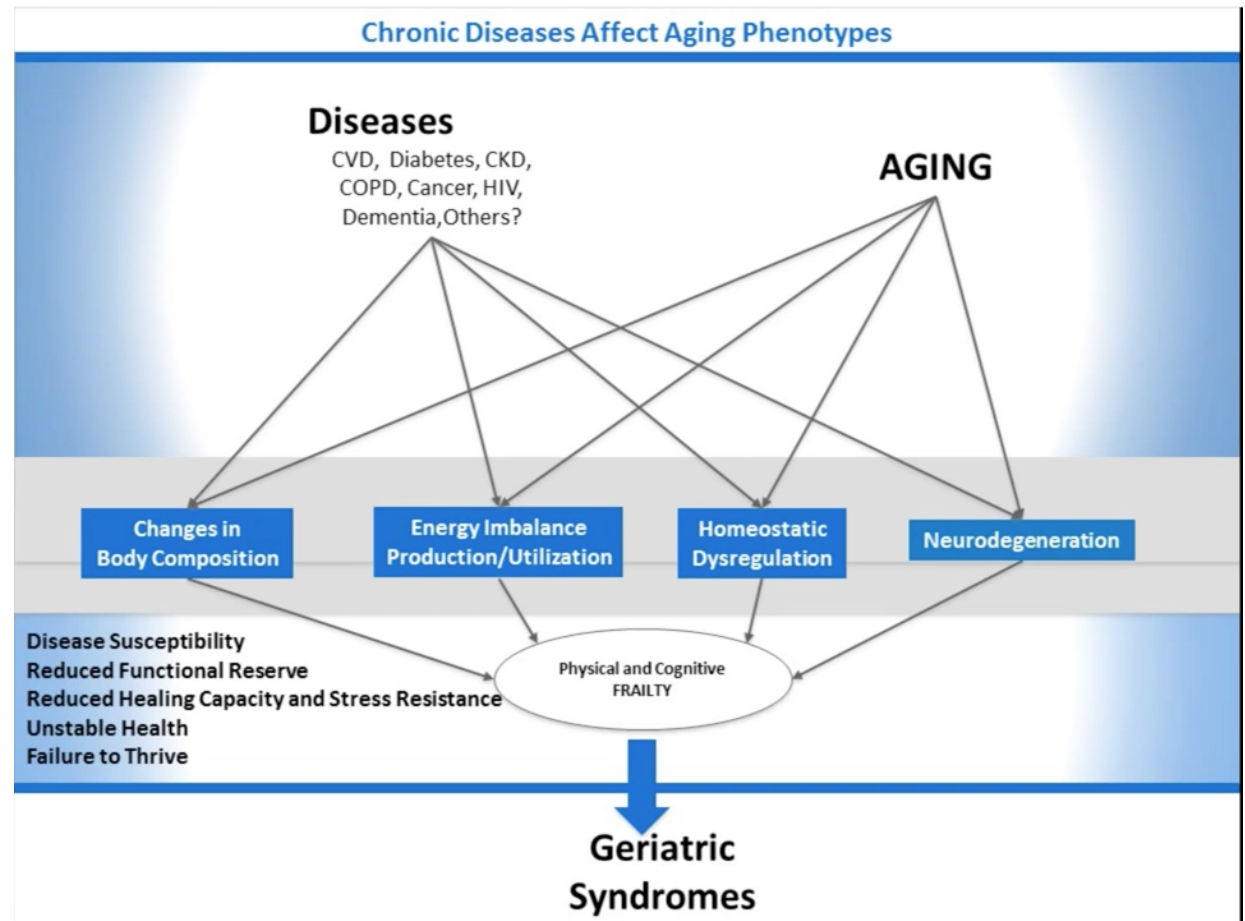 Chronic Diseases Affect Aging Phenotypes
Diseases
CVD, Diabetes, CKD,
COPD, Cancer, HIV,
Dementia,Others?
AGING
Changes in
Body Composition
Energy Imbalance
Production/Utilization
Homeostatic
Dysregulation
Neurodegeneration
Disease Susceptibility
Reduced Functional Reserve
Reduced Healing Capacity and Stress Resistance
Unstable Health
Failure to Thrive
Physical and Cognitive
FRAILTY
Geriatric
Syndromes